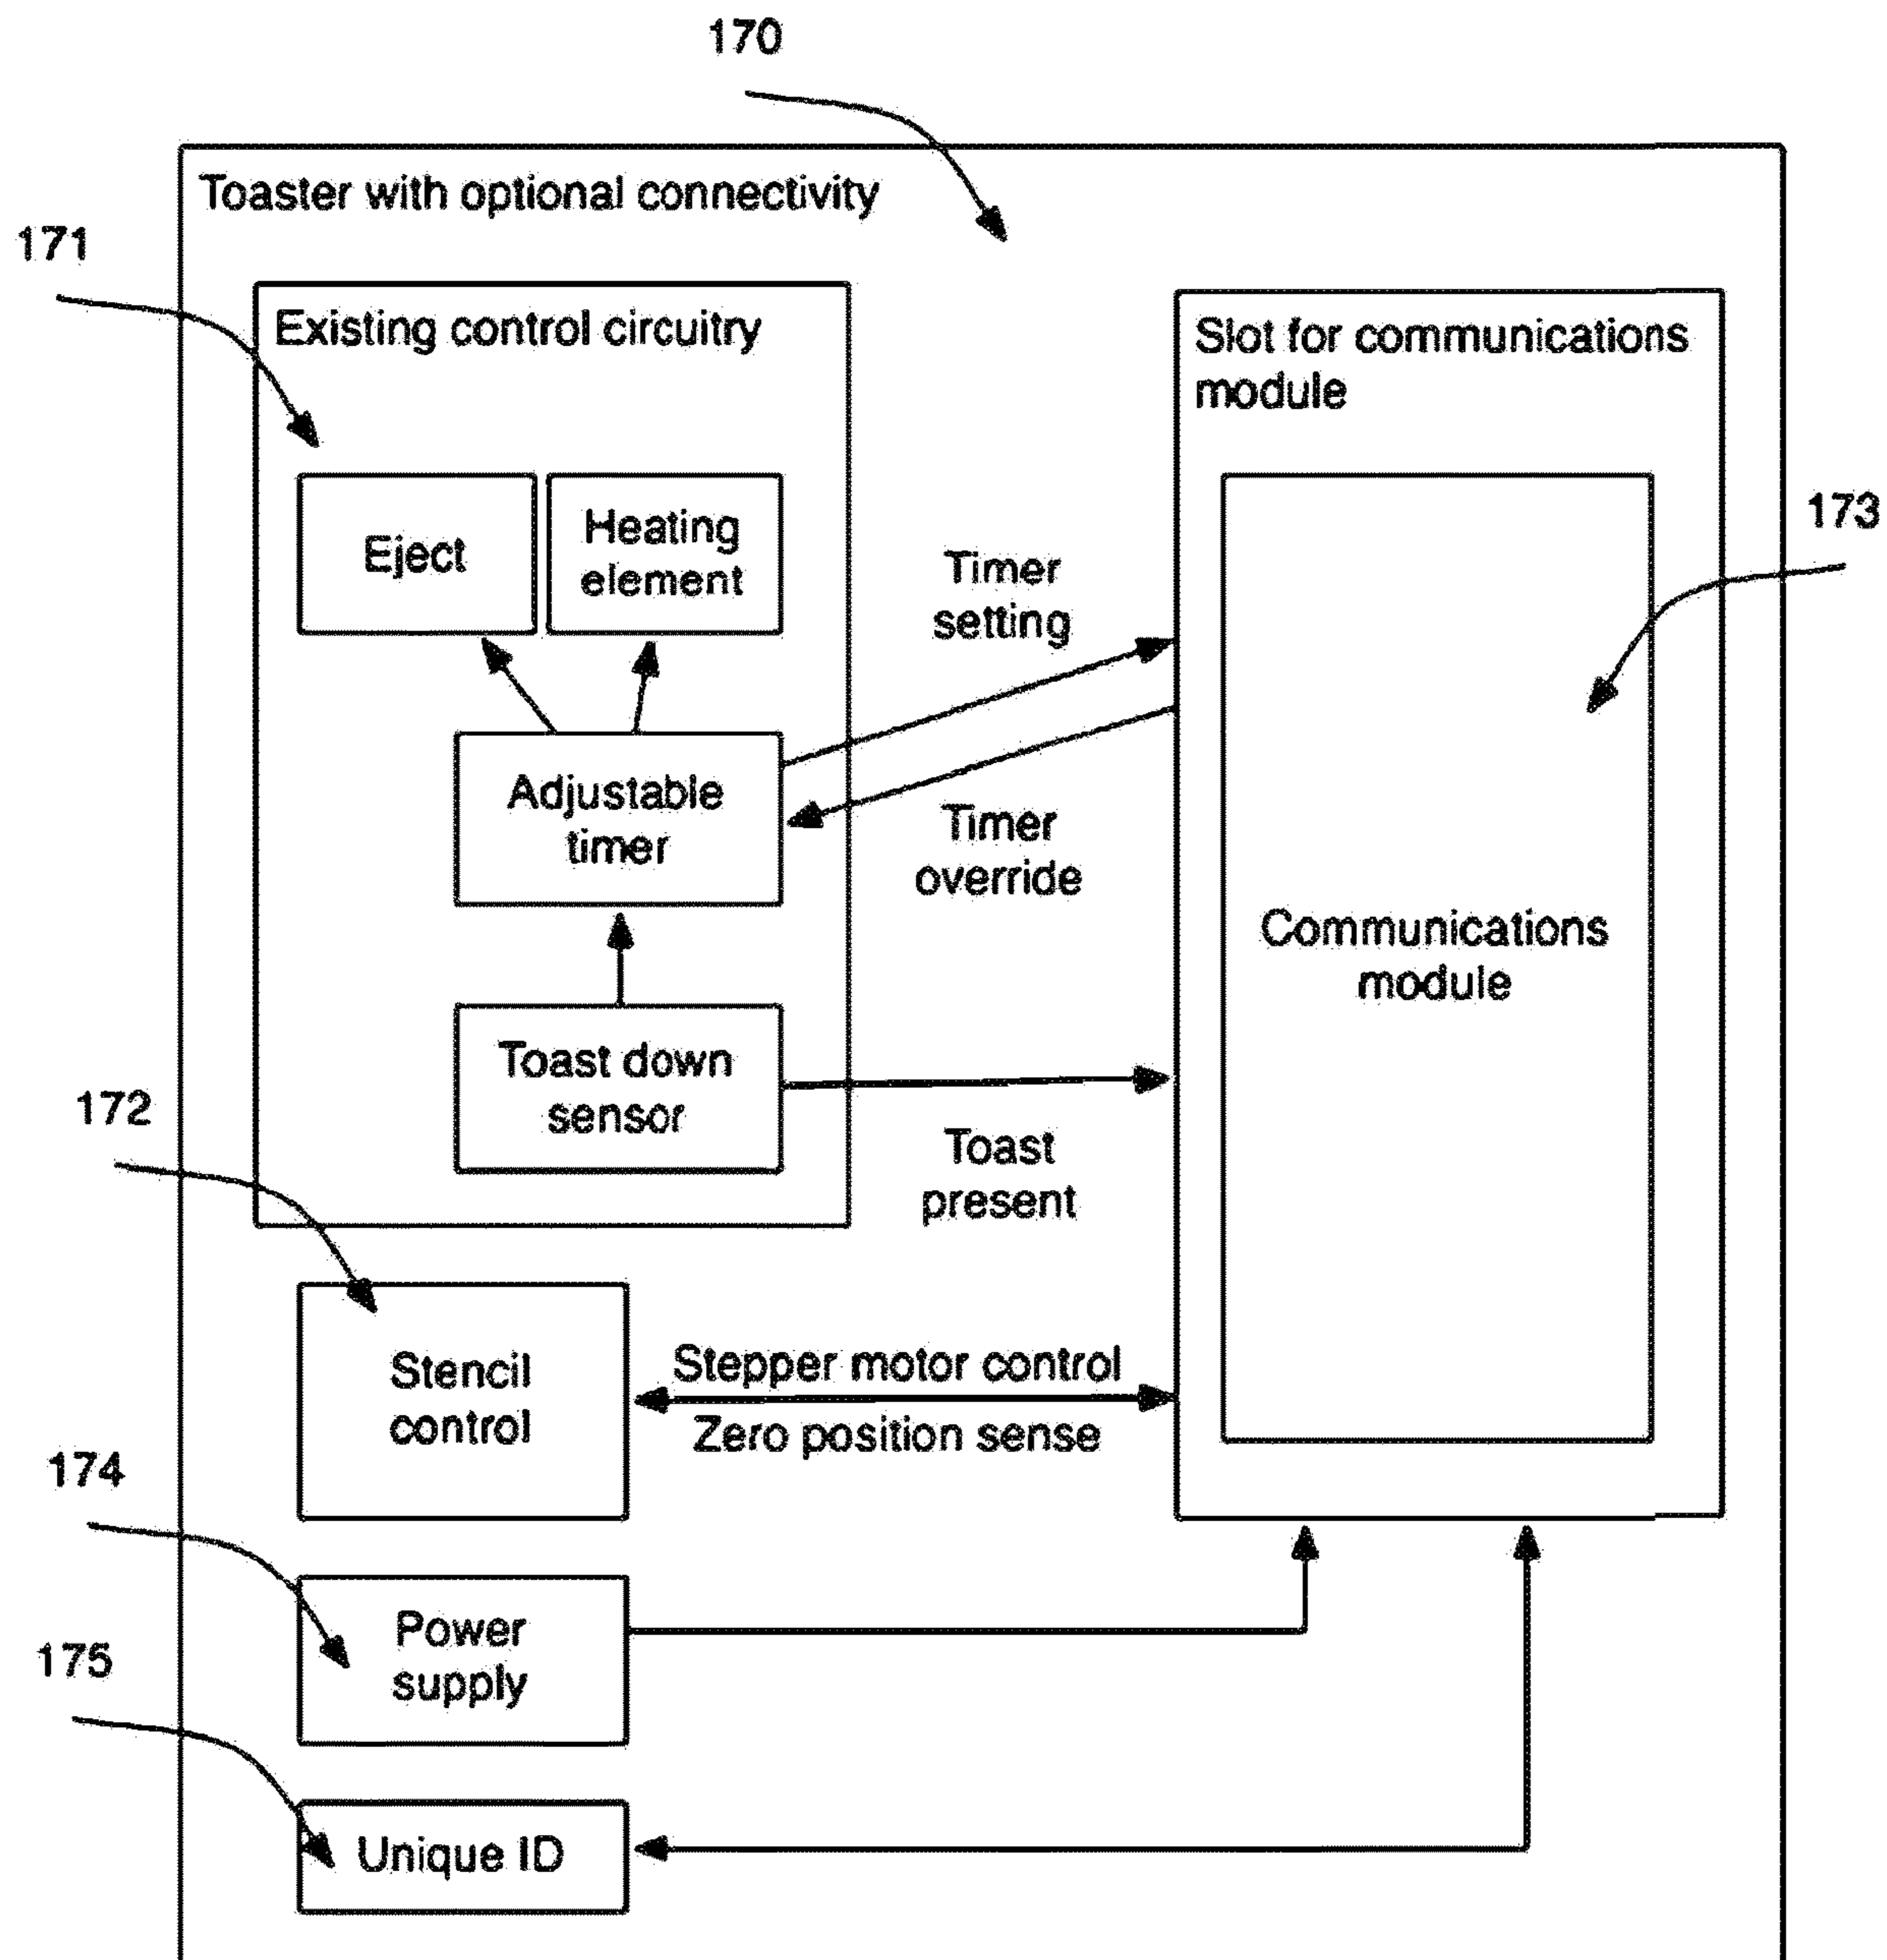 170
Toaster with optional connectivity
171
Existing control circuitry
Slot for communications
module
Eject
Heating
element
173
Timer
setting
Adjustable
timer
Timer
override
Communications
module
Toast down
sensor
172
Toast
present
Stencil
control
Stepper motor control
Zero position sense
174
Power
supply
175
Unique ID